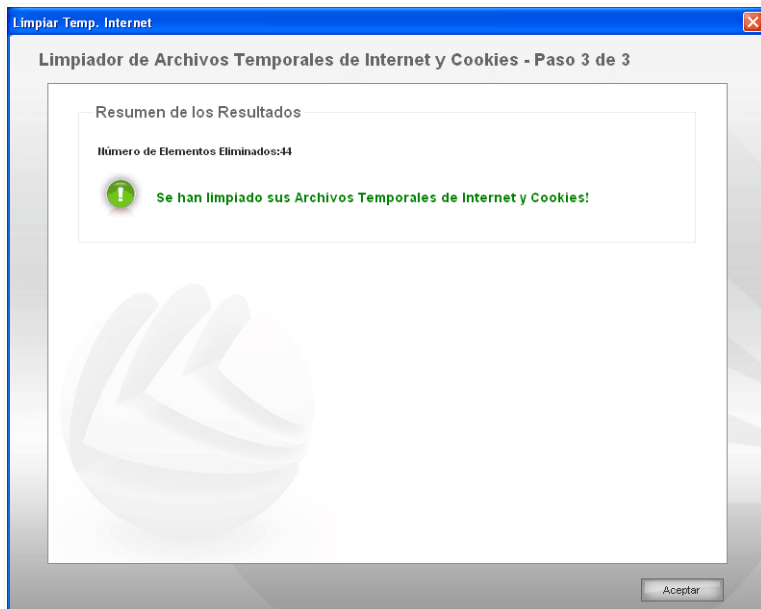 Limpiar Temp. Internet
Limpiador de Archivos Temporales de Internet y Cookies - Paso 3 de 3
Resumen de los Resultados
Número de Elementos Eliminados:44
Se han limpiado sus Archivos Temporales de Internet y Cookies!
Aceptar